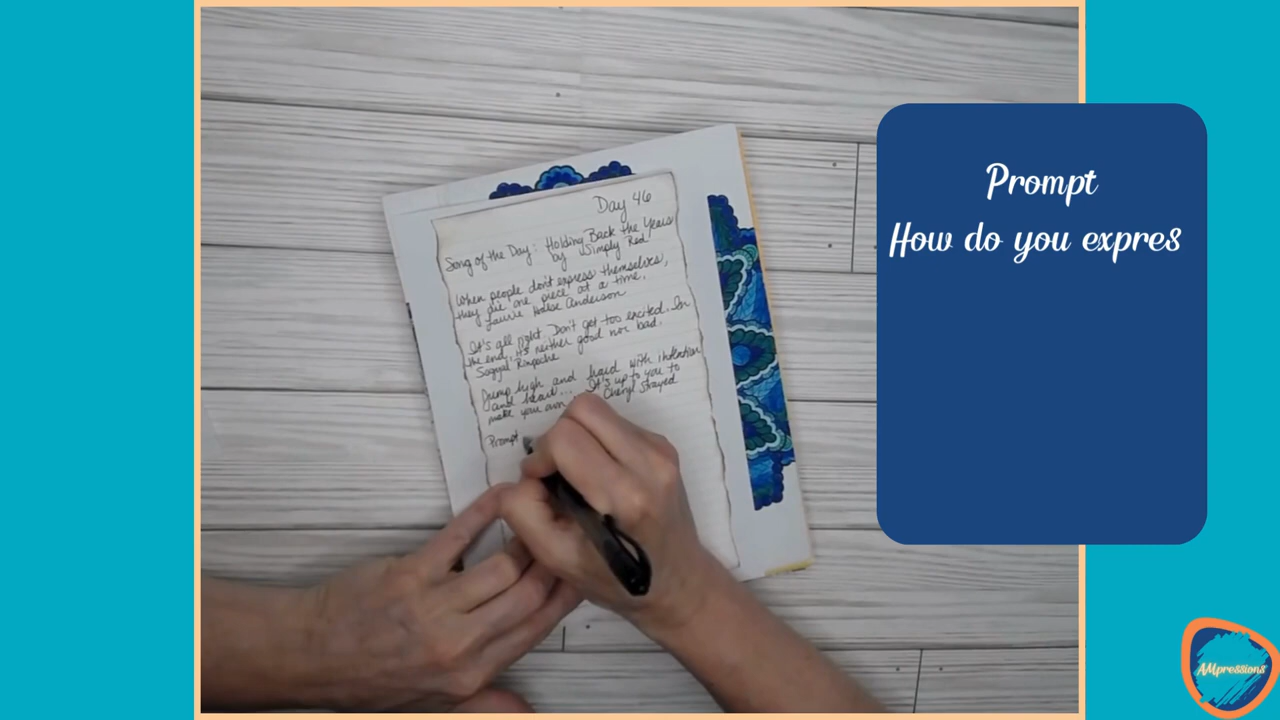 Day 46
Song of the Day: Holding Back the Years
by Simply Red
When people don't express themselves,
they die one piece at a time.
Laurie Halse Anderson
It's all right. Don't get too excited. In
the end, it's neither good nor bad.
Sogyal Rinpoche
Jump high and hard with intention
and heart... It's up to you to
make your own Cheryl Strayed
Prompt
Prompt
How do you expres
AMpressions